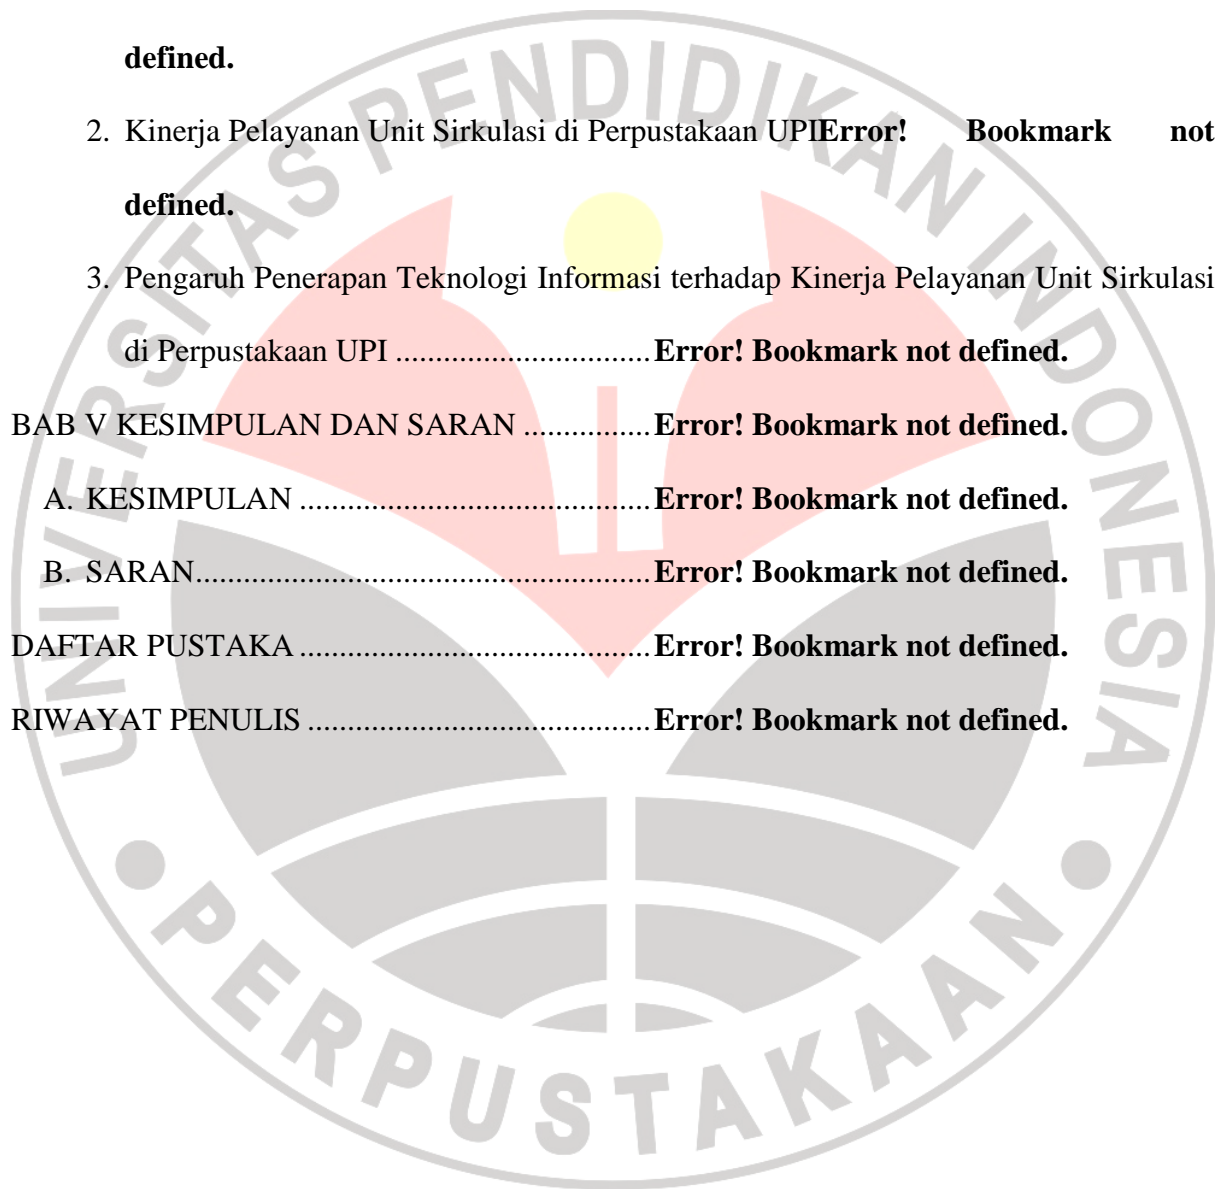 defined.
2. Kinerja Pelayanan Unit Sirkulasi di Perpustakaan UPIError! Bookmark not
defined.
3. Pengaruh Penerapan Teknologi Informasi terhadap Kinerja Pelayanan Unit Sirkulasi
di Perpustakaan UPI ................................ Error! Bookmark not defined.
BAB V KESIMPULAN DAN SARAN ................ Error! Bookmark not defined.
A. KESIMPULAN ............................................ Error! Bookmark not defined.
B. SARAN......................................................... Error! Bookmark not defined.
DAFTAR PUSTAKA ............................................ Error! Bookmark not defined.
RIWAYAT PENULIS ........................................... Error! Bookmark not defined.
UNIVERSITAS PENDIDIKAN INDONESIA
PERPUSTAKAAN